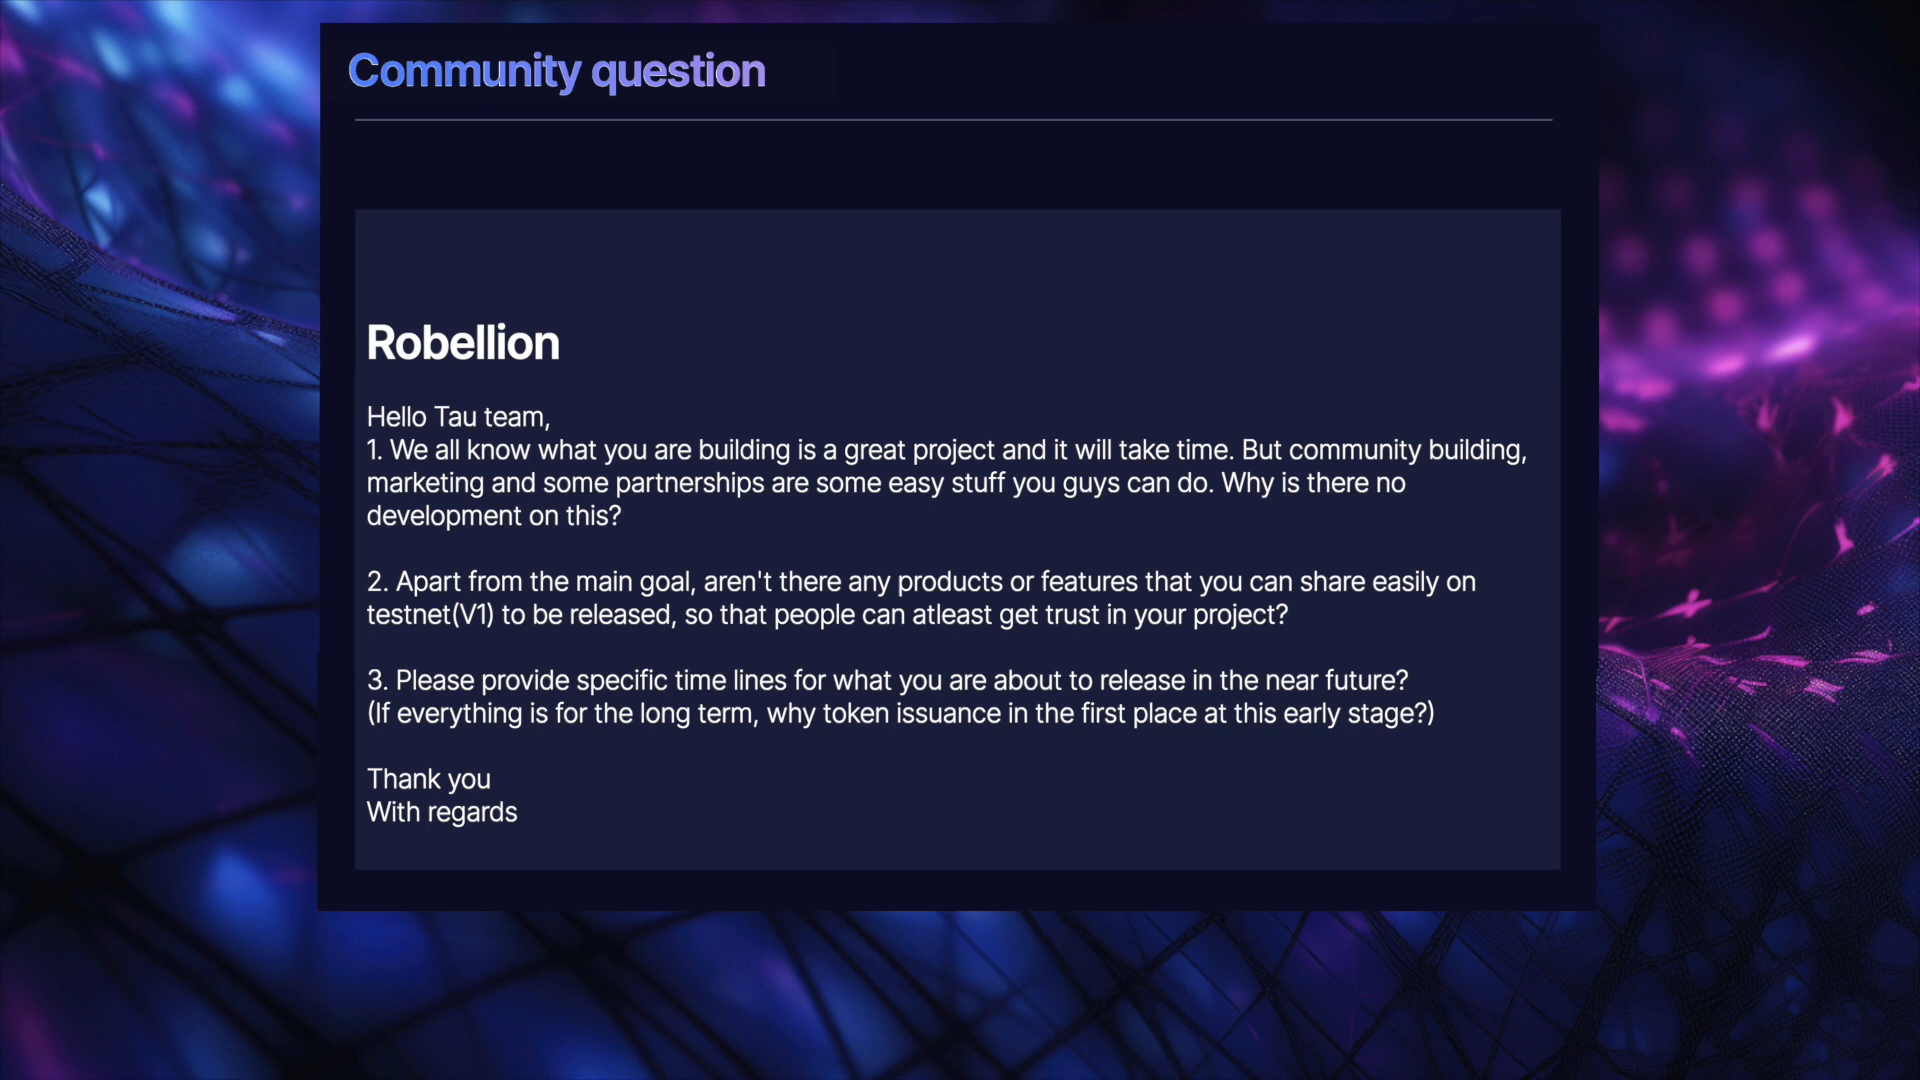 Community question
Robellion
Hello Tau team,
1. We all know what you are building is a great project and it will take time. But community building,
marketing and some partnerships are some easy stuff you guys can do. Why is there no
development on this?
2. Apart from the main goal, aren't there any products or features that you can share easily on
testnet(V1) to be released, so that people can atleast get trust in your project?
3. Please provide specific time lines for what you are about to release in the near future?
(If everything is for the long term, why token issuance in the first place at this early stage?)
Thank you
With regards